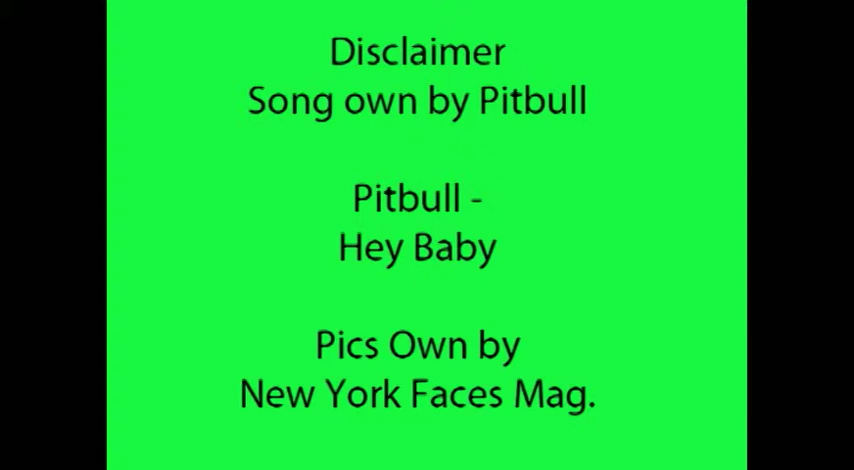 Disclaimer
Song own by Pitbull
Pitbull -
Hey Baby
Pics Own by
New York Faces Mag.